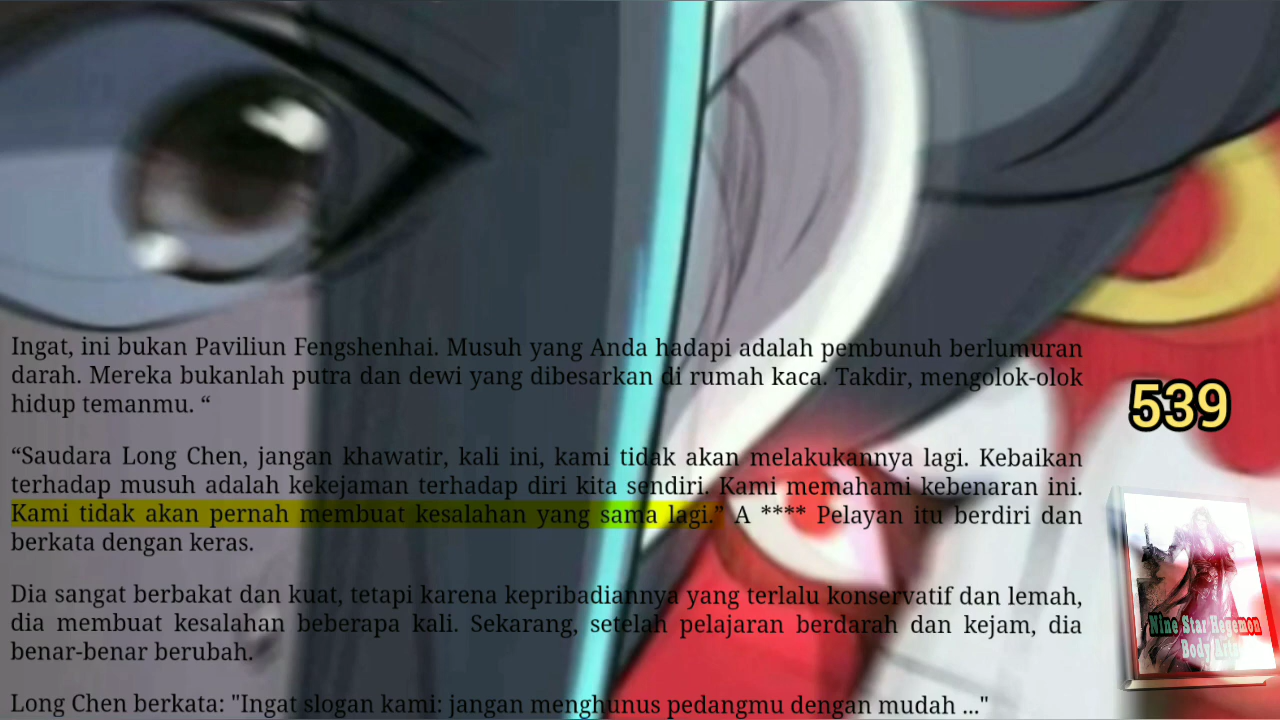 Ingat, ini bukan Paviliun Fengshenhai. Musuh yang Anda hadapi adalah pembunuh berlumuran
darah. Mereka bukanlah putra dan dewi yang dibesarkan di rumah kaca. Takdir, mengolok-olok
hidup temanmu. “
539
“Saudara Long Chen, jangan khawatir, kali ini, kami tidak akan melakukannya lagi. Kebaikan
terhadap musuh adalah kekejaman terhadap diri kita sendiri. Kami memahami kebenaran ini.
Kami tidak akan pernah membuat kesalahan yang sama lagi.” A **** Pelayan itu berdiri dan
berkata dengan keras.
Dia sangat berbakat dan kuat, tetapi karena kepribadiannya yang terlalu konservatif dan lemah,
dia membuat kesalahan beberapa kali. Sekarang, setelah pelajaran berdarah dan kejam, dia
benar-benar berubah.
Nine Star Hegemon
Body Arts
Long Chen berkata: "Ingat slogan kami: jangan menghunus pedangmu dengan mudah ..."